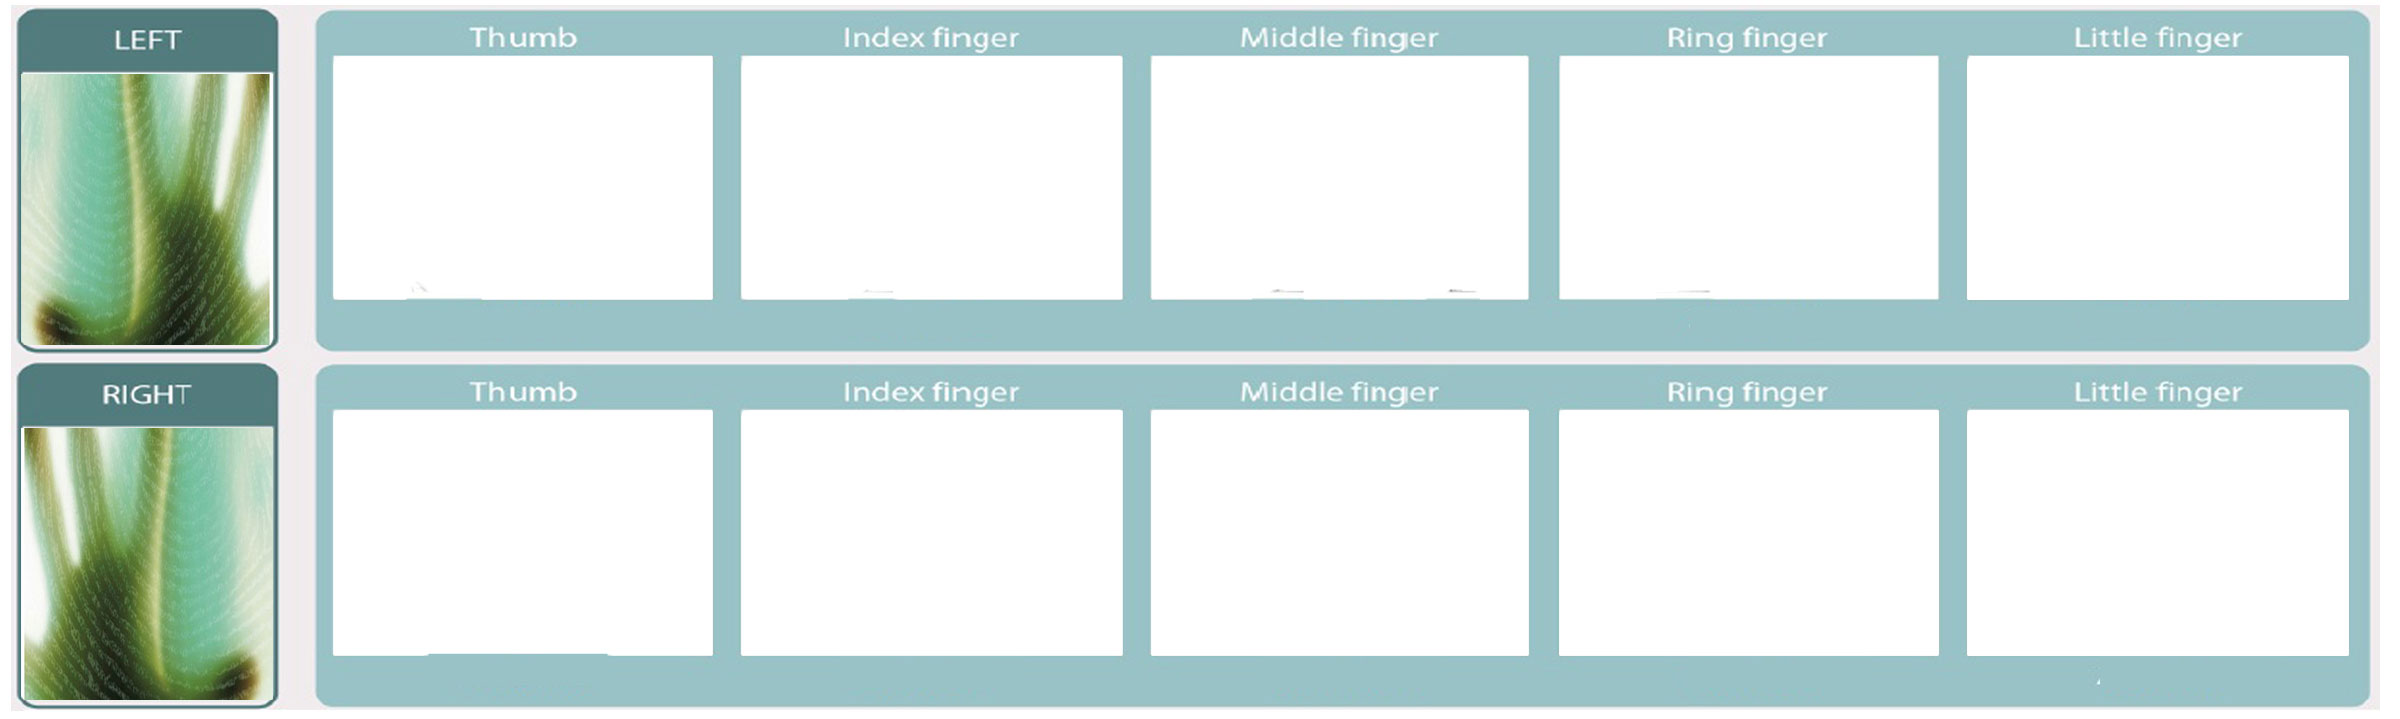 LEFT
Thumb
Index finger
Middle finger
Ring finger
Little finger
RIGHT
Thumb
Index finger
Middle finger
Ring finger
Little finger